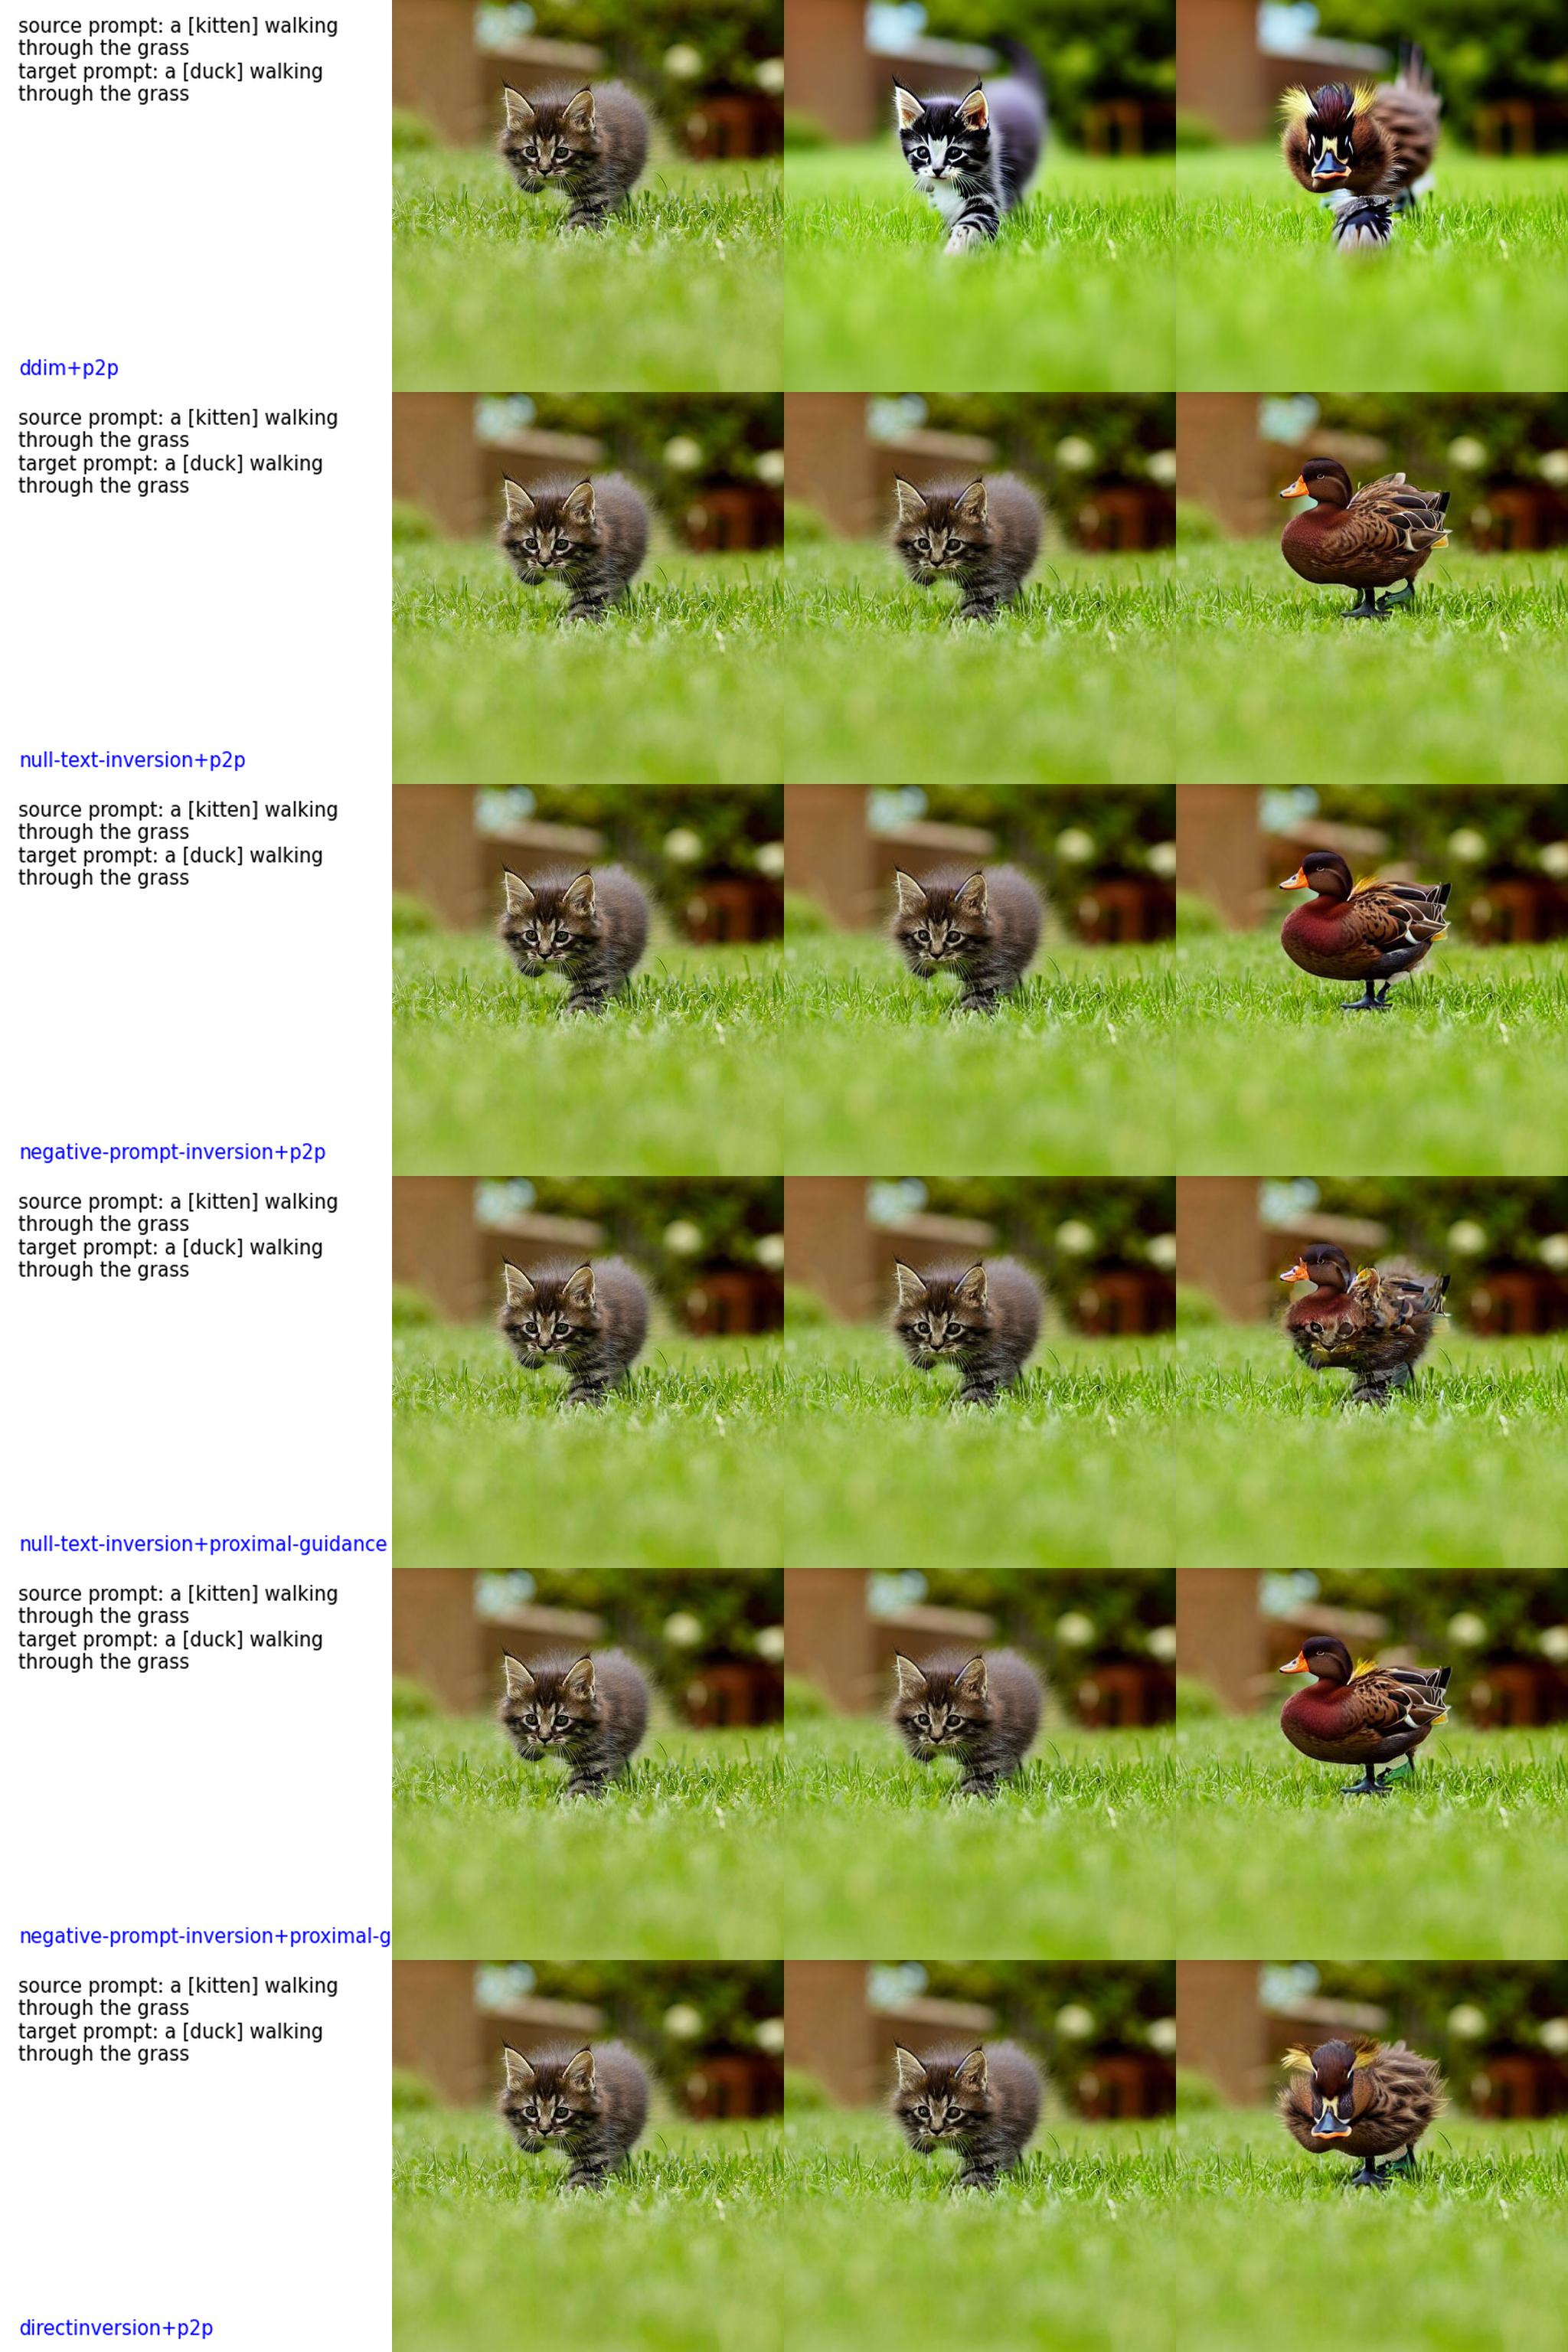 source prompt: a [kitten] walking
through the grass
target prompt: a [duck] walking
through the grass
ddim+p2p
source prompt: a [kitten] walking
through the grass
target prompt: a [duck] walking
through the grass
null-text-inversion+p2p
source prompt: a [kitten] walking
through the grass
target prompt: a [duck] walking
through the grass
negative-prompt-inversion+p2p
source prompt: a [kitten] walking
through the grass
target prompt: a [duck] walking
through the grass
null-text-inversion+proximal-guidance
source prompt: a [kitten] walking
through the grass
target prompt: a [duck] walking
through the grass
negative-prompt-inversion+proximal-g
source prompt: a [kitten] walking
through the grass
target prompt: a [duck] walking
through the grass
directinversion+p2p